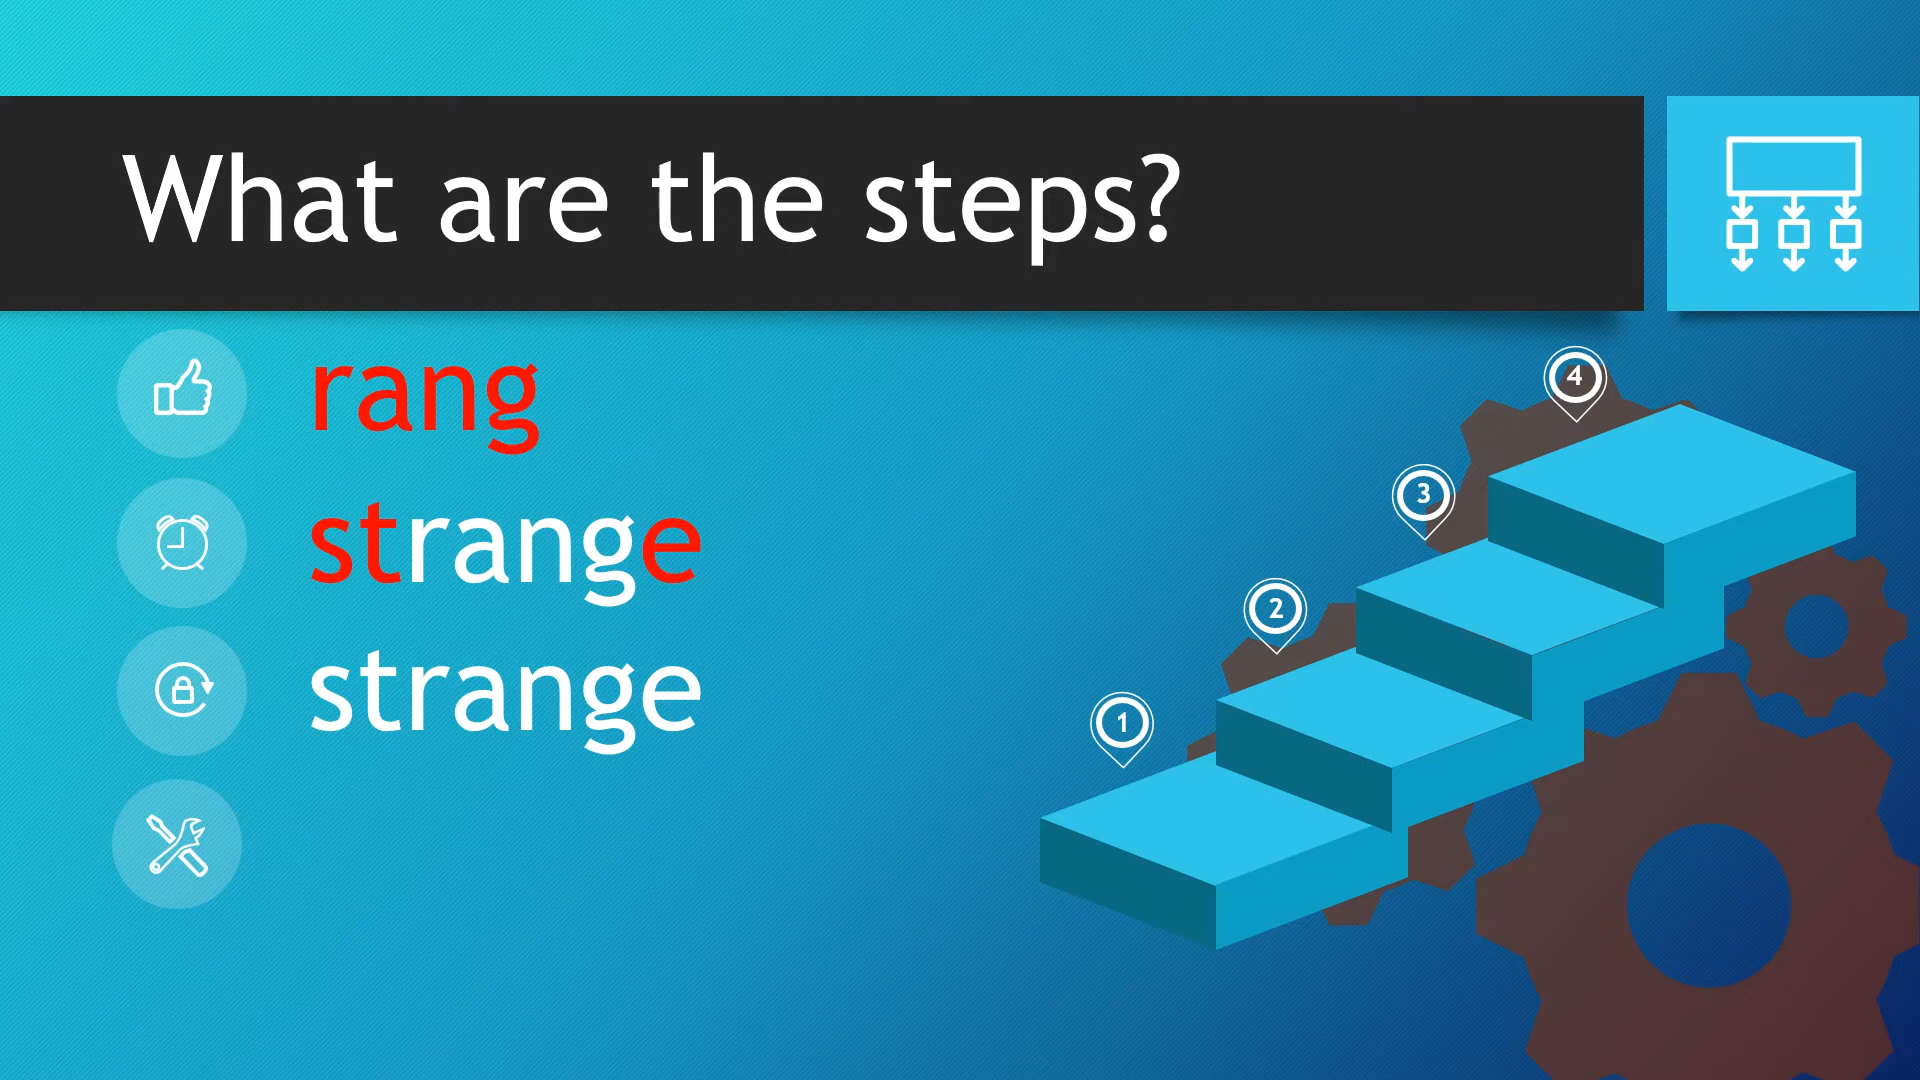 What are the steps?
rang
strange
strange
4
3
2
1